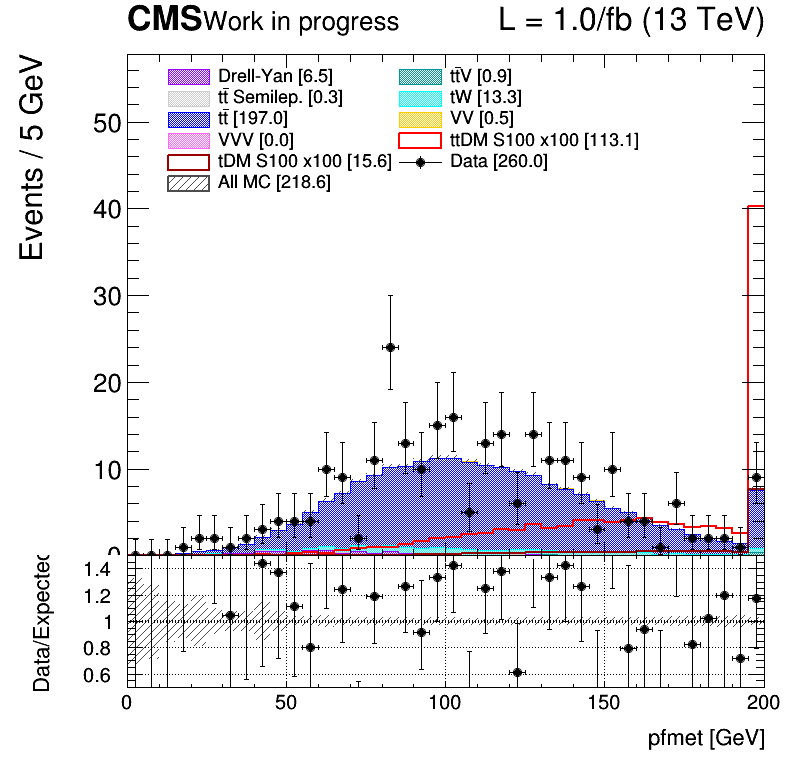 CMS Work in progress L = 1.0/fb (13 TeV)
Drell-Yan [6.5] tt̄V [0.9]
tt̄ Semilep. [0.3] tW [13.3]
tt̄ [197.0] VV [0.5]
VVV [0.0] ttDM S100 x100 [113.1]
tDM S100 x100 [15.6] Data [260.0]
All MC [218.6]
Events / 5 GeV
50
40
30
20
10
0
Data/Expected
1.4
1.2
1
0.8
0.6
0 50 100 150 200
pfmet [GeV]